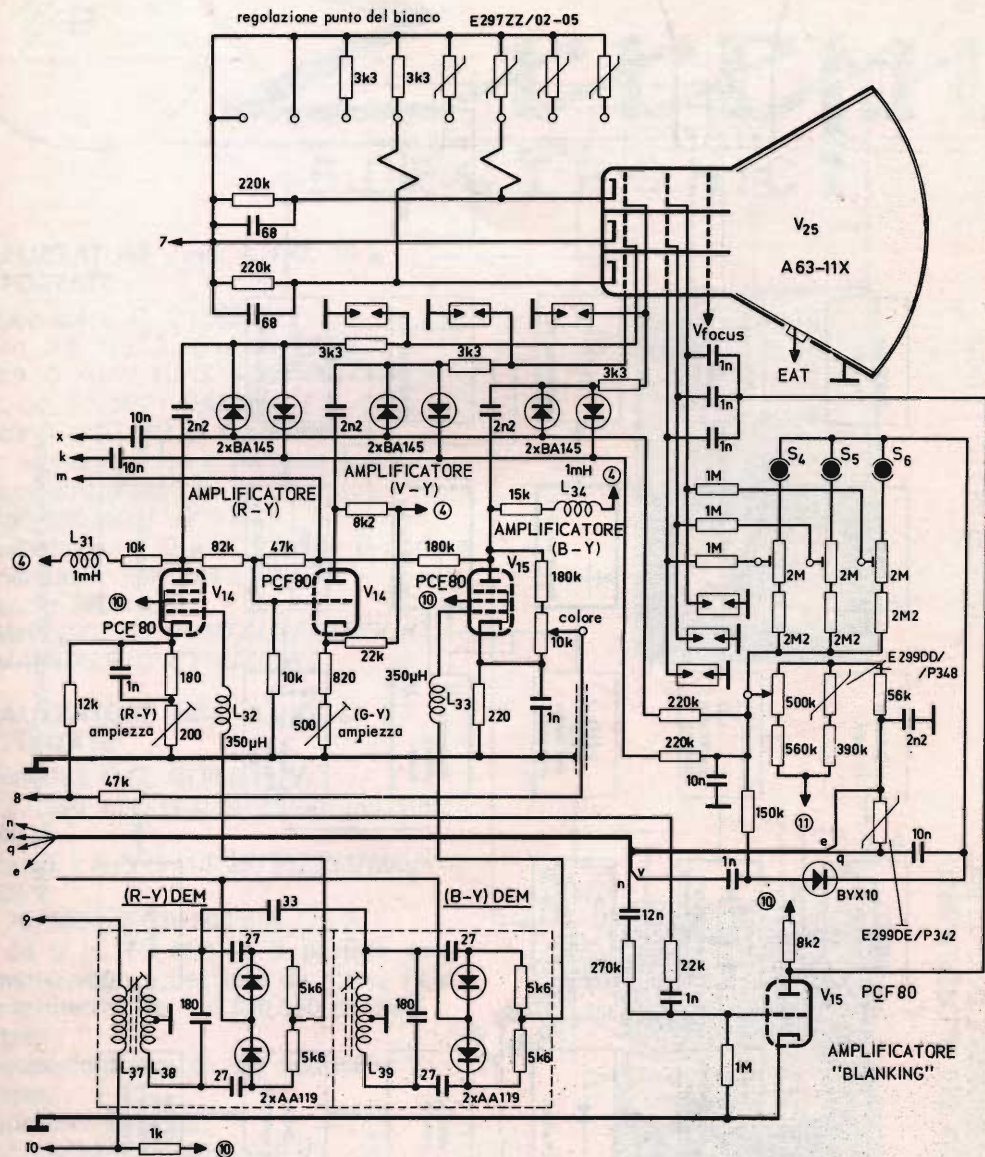 regolazione punto del bianco
E297ZZ/02-05
3k3
3k3
220k
68
7
220k
68
V25
A63-11X
Vfocus
EAT
3k3
3k3
3k3
1n
1n
1n
10n
2n2
2n2
2n2
x
k
m
10n
2xBA145
2xBA145
2xBA145
AMPLIFICATORE
(R-Y)
AMPLIFICATORE
(V-Y)
1mH
15k
L34
4
AMPLIFICATORE
(B-Y)
S4
S5
S6
1M
1M
1M
8k2
4
L31
4
1mH
10k
82k
47k
180k
PCF80
V15
180k
2M
2M
2M
10
V14
PCF80
PCF80
V14
10
colore
10k
2M2
2M2
2M2
22k
E299DD/
/P348
12k
1n
180
(R-Y)
ampiezza
200
L32
350µH
10k
820
500
(G-Y)
ampiezza
350µH
L33
220
1n
220k
500k
56k
2n2
220k
560k
390k
10n
8
47k
150k
11
n
v
q
e
e
q
10n
n
v
1n
BYX10
(R-Y) DEM
(B-Y) DEM
33
9
27
27
12n
10
E299DE/P342
8k2
270k
22k
5k6
5k6
180
180
1n
V15
PCF80
5k6
5k6
L37
L38
L39
27
27
2xAA119
2xAA119
1M
AMPLIFICATORE
"BLANKING"
10
1k
10